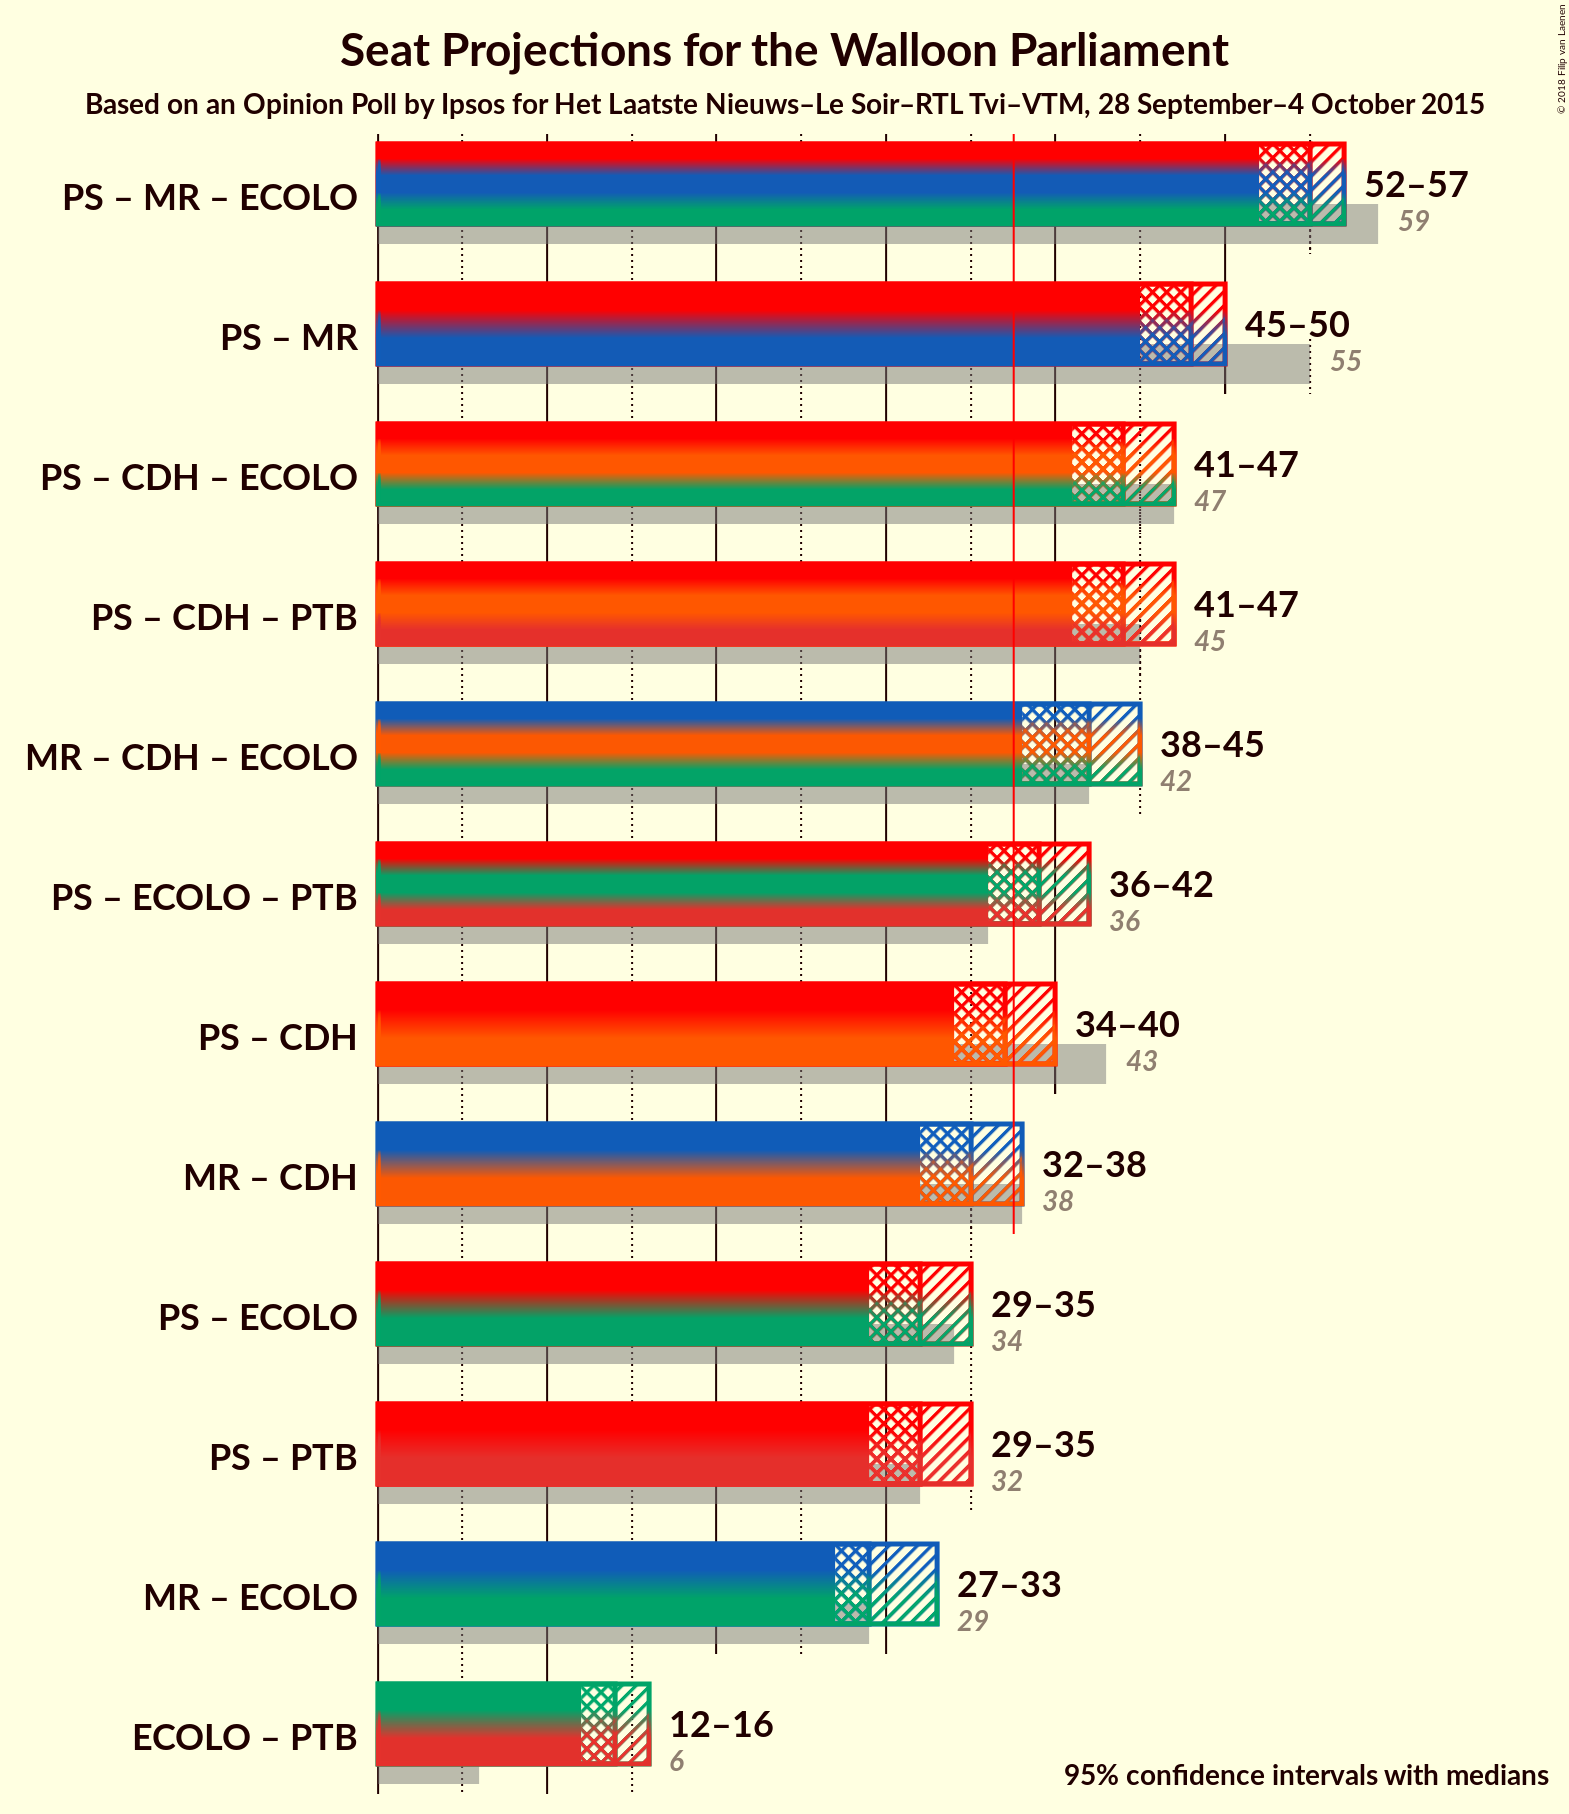 Seat Projections for the Walloon Parliament
Based on an Opinion Poll by Ipsos for Het Laatste Nieuws–Le Soir–RTL Tvi–VTM, 28 September–4 October 2015
© 2018 Filip van Laenen
PS – MR – ECOLO
52–57
59
PS – MR
45–50
55
PS – CDH – ECOLO
41–47
47
PS – CDH – PTB
41–47
45
MR – CDH – ECOLO
38–45
42
PS – ECOLO – PTB
36–42
36
PS – CDH
34–40
43
MR – CDH
32–38
38
PS – ECOLO
29–35
34
PS – PTB
29–35
32
MR – ECOLO
27–33
29
ECOLO – PTB
12–16
6
95% confidence intervals with medians